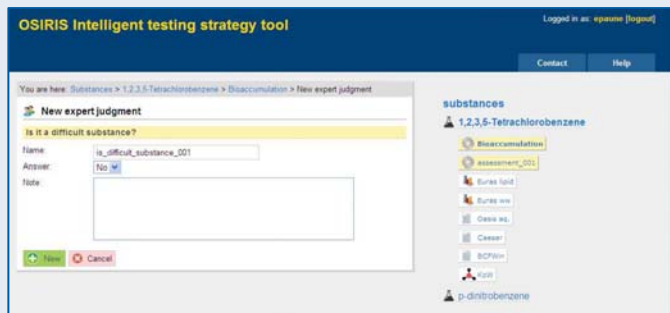 OSIRIS Intelligent testing strategy tool
Logged in as: epaune [logout]
Contact Help
You are here: Substances > 1,2,3,5-Tetrachlorobenzene > Bioaccumulation > New expert judgment
New expert judgment
Is it a difficult substance?
Name: is_difficult_substance_001
Answer: No
Note:
New Cancel
substances
1,2,3,5-Tetrachlorobenzene
Bioaccumulation
assessment_001
Euras lipid
Euras ww
Oasis aq.
Caesar
BCFWin
p-dinitrobenzene